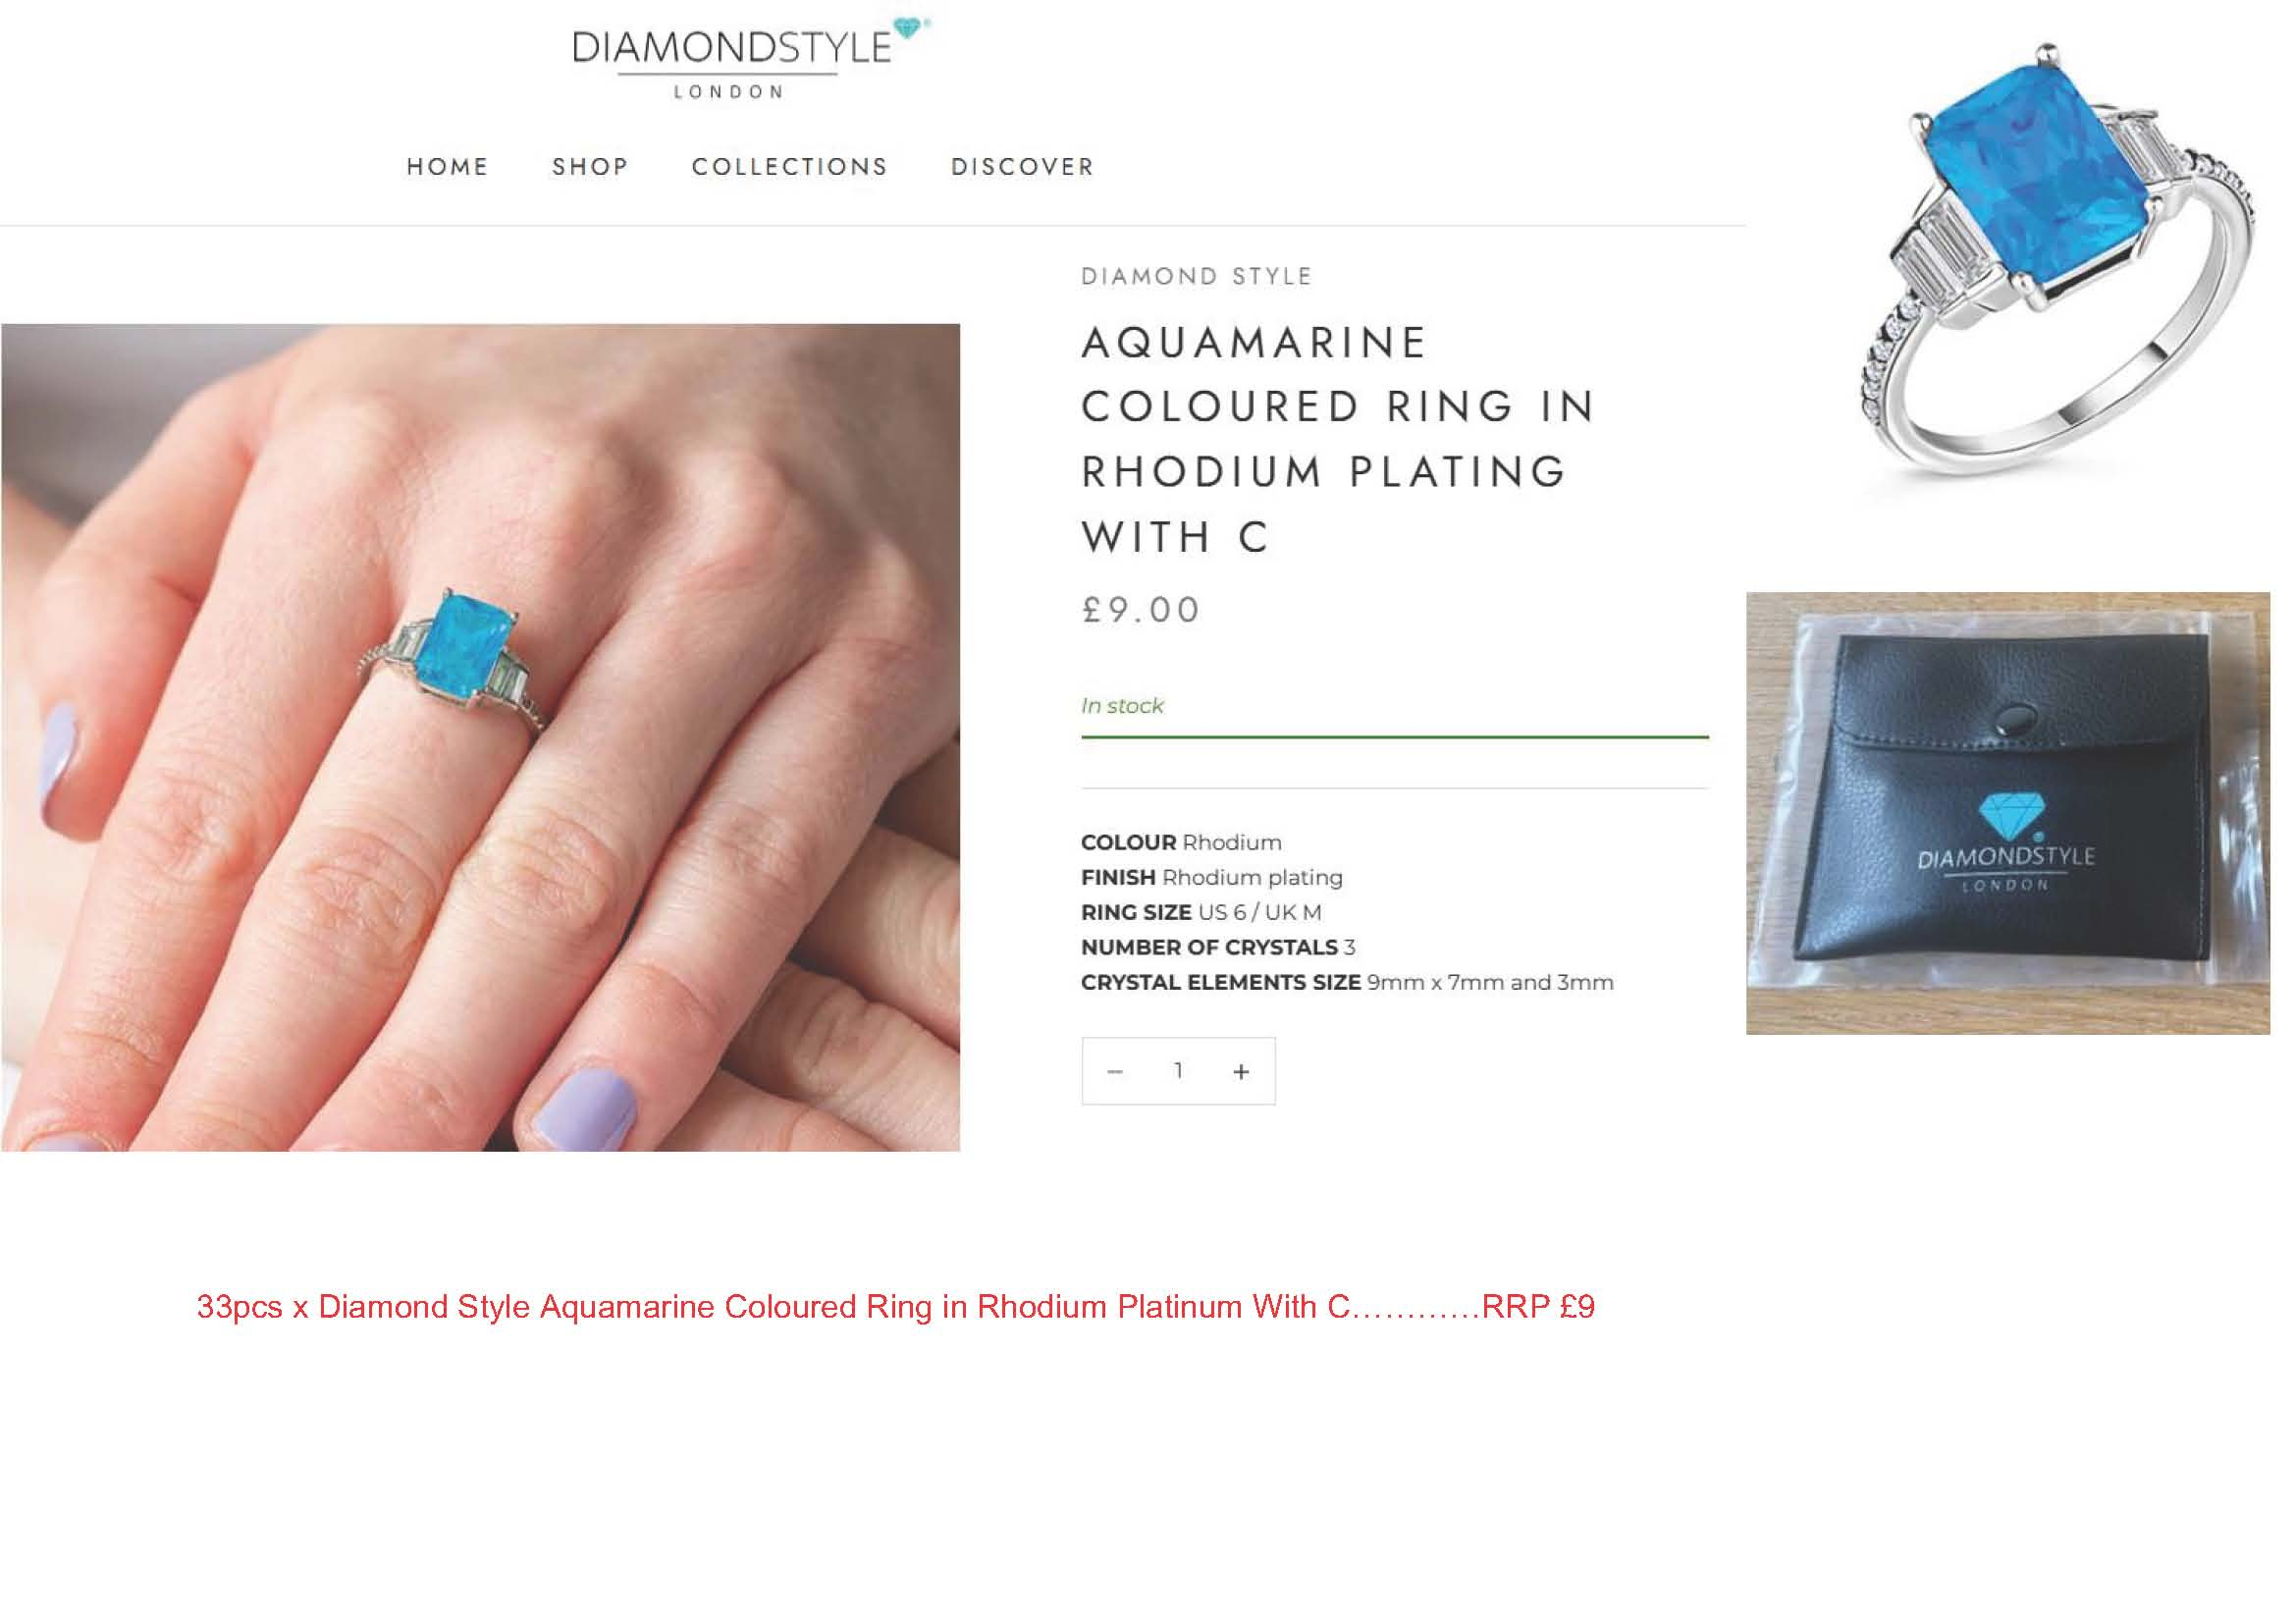 DIAMONDSTYLE®
LONDON
HOME SHOP COLLECTIONS DISCOVER
DIAMOND STYLE
AQUAMARINE
COLOURED RING IN
RHODIUM PLATING
WITH C
£9.00
In stock
COLOUR Rhodium
FINISH Rhodium plating
RING SIZE US 6 / UK M
NUMBER OF CRYSTALS 3
CRYSTAL ELEMENTS SIZE 9mm x 7mm and 3mm
− 1 +
DIAMONDSTYLE®
LONDON
33pcs x Diamond Style Aquamarine Coloured Ring in Rhodium Platinum With C............RRP £9